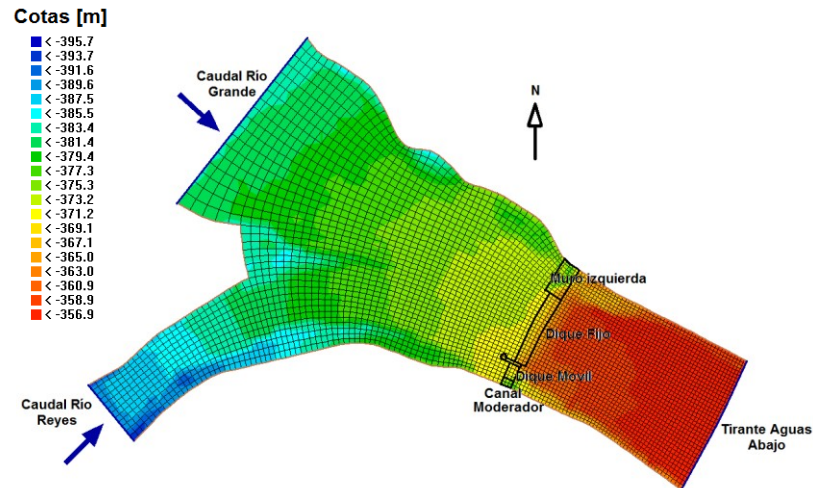 Cotas [m]
< -395.7
< -393.7
< -391.6
< -389.6
< -387.5
< -385.5
< -383.4
< -381.4
< -379.4
< -377.3
< -375.3
< -373.2
< -371.2
< -369.1
< -367.1
< -365.0
< -363.0
< -360.9
< -358.9
< -356.9
Caudal Rio
Grande
N
Muro izquierda
Dique Fijo
Dique Movil
Canal
Moderador
Caudal Rio
Reyes
Tirante Aguas
Abajo